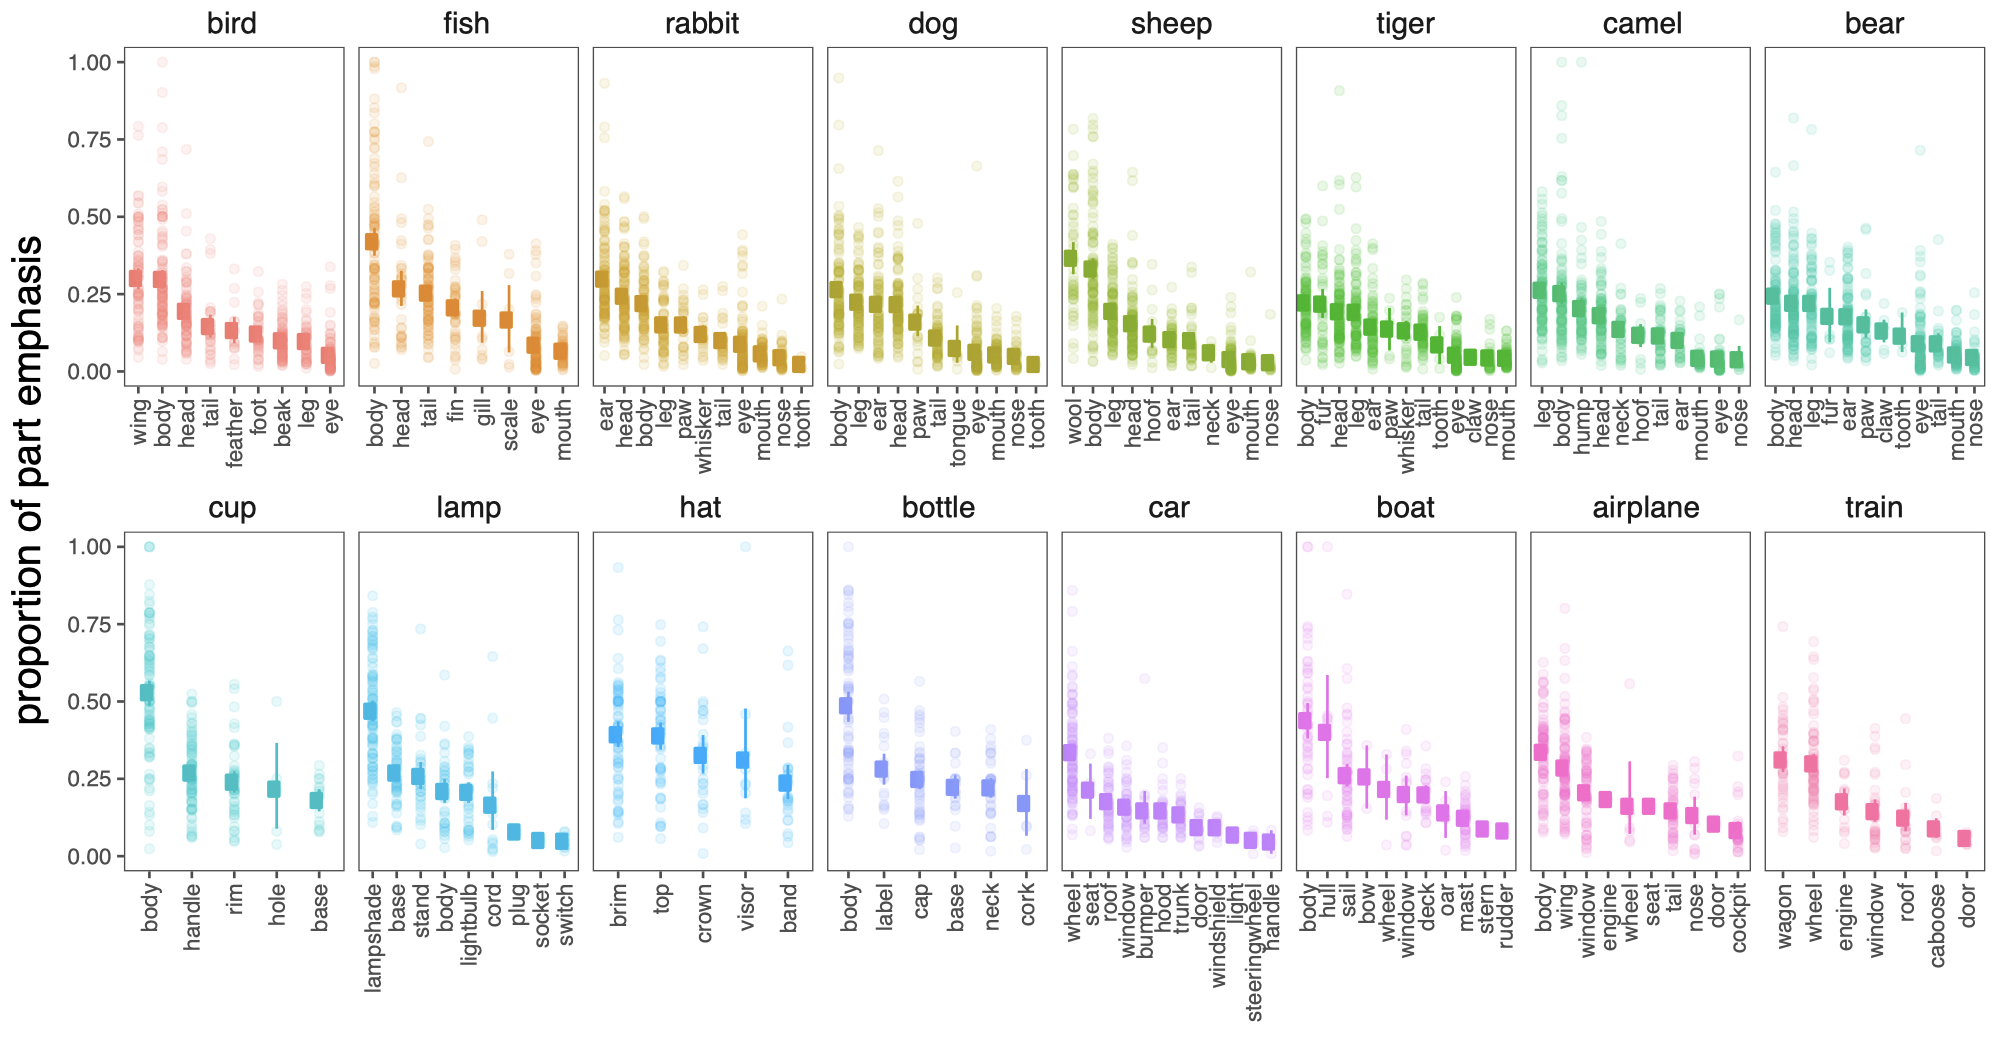 bird fish rabbit dog sheep tiger camel bear
proportion of part emphasis
1.00
0.75
0.50
0.25
0.00
wing body head tail feather foot beak leg eye
body head tail fin gill scale eye mouth
ear head body leg paw whisker tail eye mouth nose tooth
body leg ear head paw tail tongue eye mouth nose tooth
wool body leg head hoof ear tail neck eye mouth nose
body fur head leg ear paw whisker tail tooth eye claw nose mouth
leg body hump head neck hoof tail ear mouth eye nose
body head leg fur ear paw claw tooth eye tail mouth nose
cup lamp hat bottle car boat airplane train
1.00
0.75
0.50
0.25
0.00
body handle rim hole base
lampshade base stand body lightbulb cord plug socket switch
brim top crown visor band
body label cap base neck cork
wheel seat roof window bumper hood trunk door windshield light steeringwheel handle
body hull sail bow wheel window deck oar mast stern rudder
body wing window engine wheel seat tail nose door cockpit
wagon wheel engine window roof caboose door